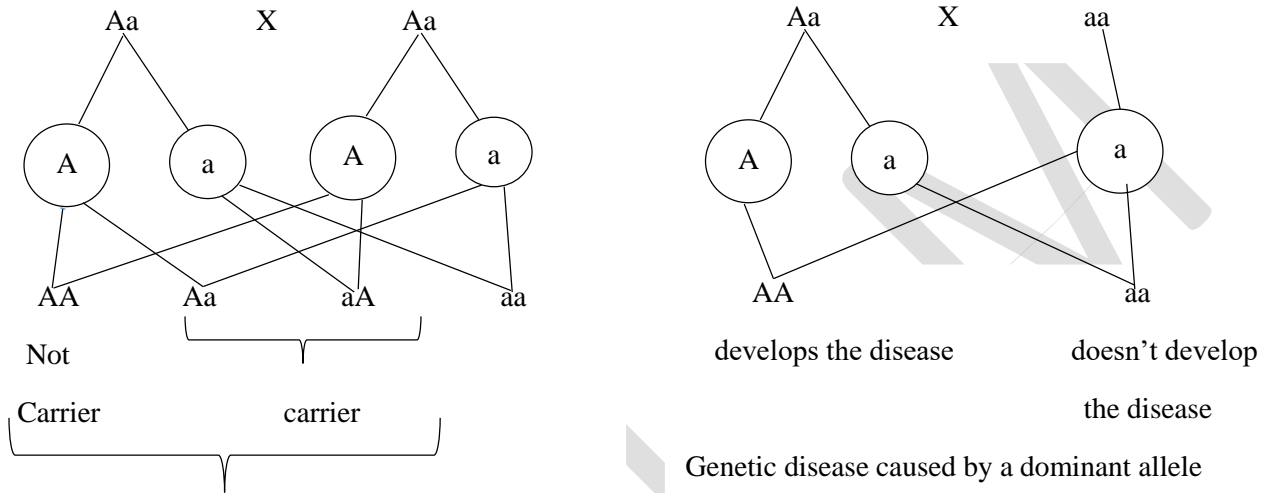 Aa X Aa
A a A a
AA Aa aA aa
Not
Carrier carrier
Aa X aa
A a a
AA aa
develops the disease doesn't develop
the disease
Genetic disease caused by a dominant allele